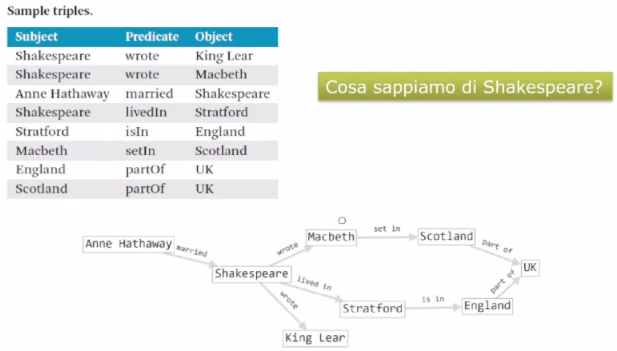 Sample triples.
Subject Predicate Object
Shakespeare wrote King Lear
Shakespeare wrote Macbeth
Anne Hathaway married Shakespeare
Shakespeare livedIn Stratford
Stratford isIn England
Macbeth setIn Scotland
England partOf UK
Scotland partOf UK
Cosa sappiamo di Shakespeare?
Anne Hathaway
married
Shakespeare
wrote
Macbeth
set in
Scotland
part of
UK
lived in
Stratford
is in
England
part of
wrote
King Lear